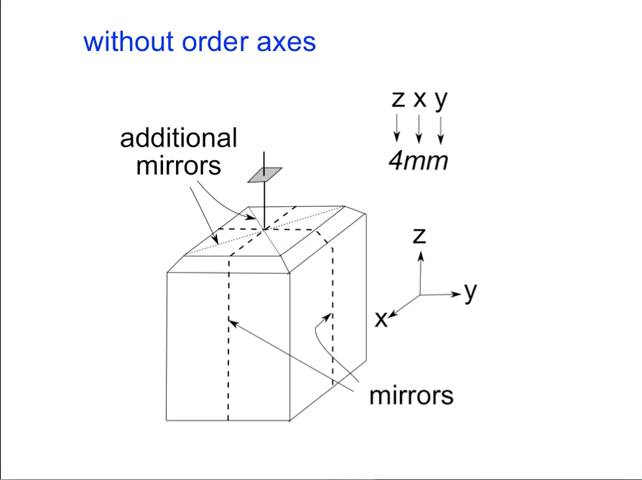 without order axes
z x y
4mm
additional
mirrors
z
y
x
mirrors